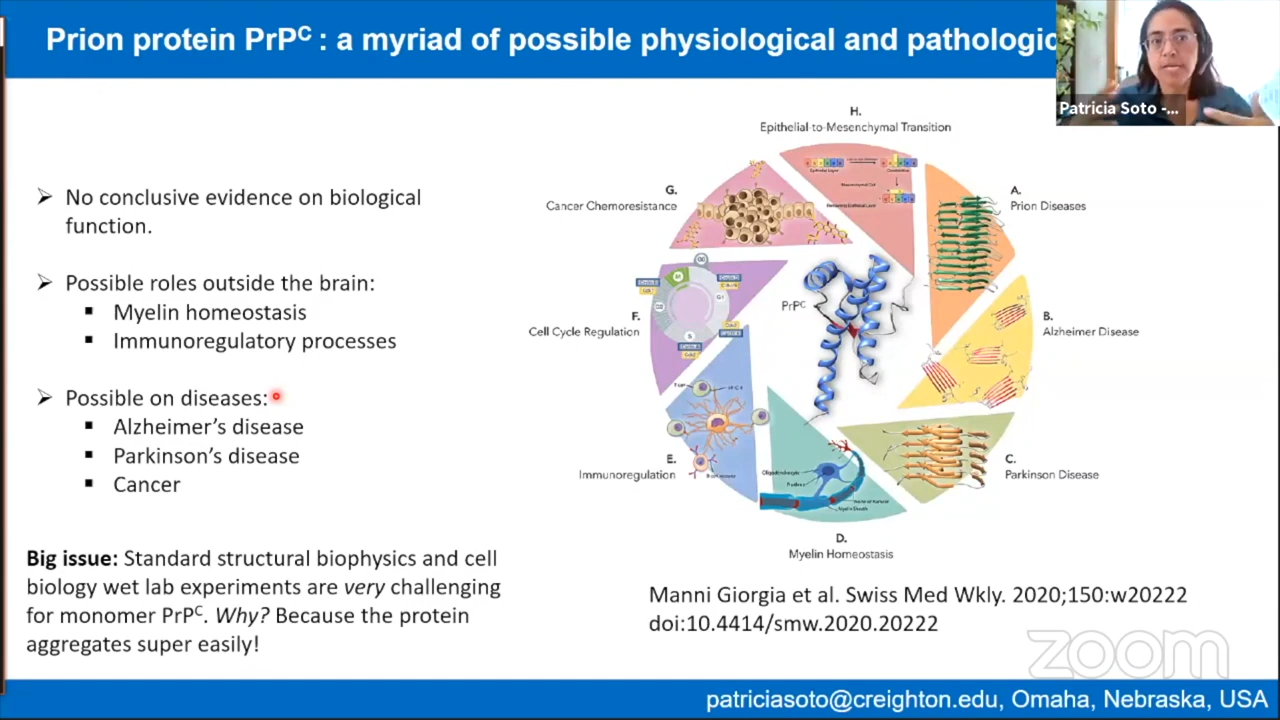 Prion protein PrPᶜ : a myriad of possible physiological and pathologic
Patricia Soto -...
➢ No conclusive evidence on biological
function.
➢ Possible roles outside the brain:
▪ Myelin homeostasis
▪ Immunoregulatory processes
➢ Possible on diseases:
▪ Alzheimer’s disease
▪ Parkinson’s disease
▪ Cancer
Big issue: Standard structural biophysics and cell
biology wet lab experiments are very challenging
for monomer PrPᶜ. Why? Because the protein
aggregates super easily!
H.
Epithelial-to-Mesenchymal Transition
A.
Prion Diseases
B.
Alzheimer Disease
C.
Parkinson Disease
D.
Myelin Homeostasis
E.
Immunoregulation
F.
Cell Cycle Regulation
G.
Cancer Chemoresistance
PrPᶜ
G1
S
Oligodendrocyte
Myelin Sheath
Manni Giorgia et al. Swiss Med Wkly. 2020;150:w20222
doi:10.4414/smw.2020.20222
zoom
patriciasoto@creighton.edu, Omaha, Nebraska, USA